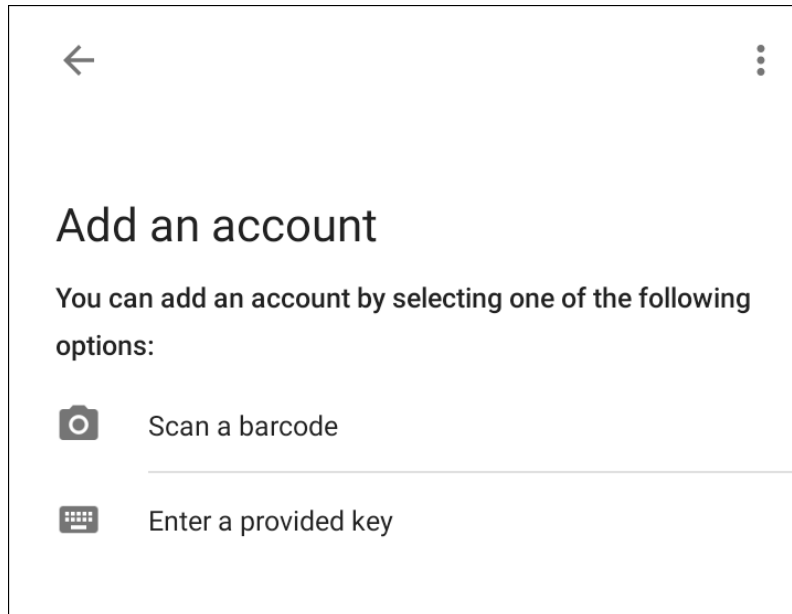 Add an account
You can add an account by selecting one of the following
options:
Scan a barcode
Enter a provided key